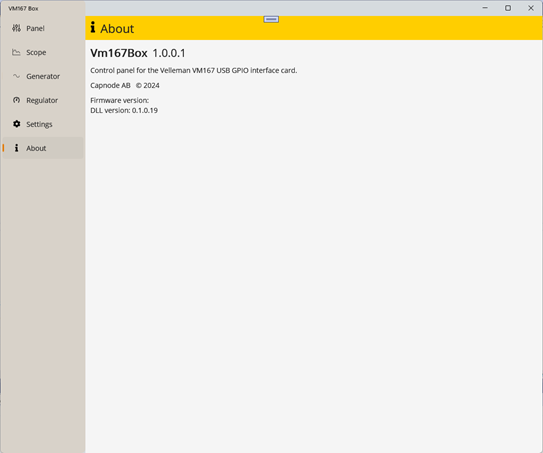 VM167 Box
Panel
Scope
Generator
Regulator
Settings
About
About
Vm167Box 1.0.0.1
Control panel for the Velleman VM167 USB GPIO interface card.
Capnode AB © 2024
Firmware version:
DLL version: 0.1.0.19